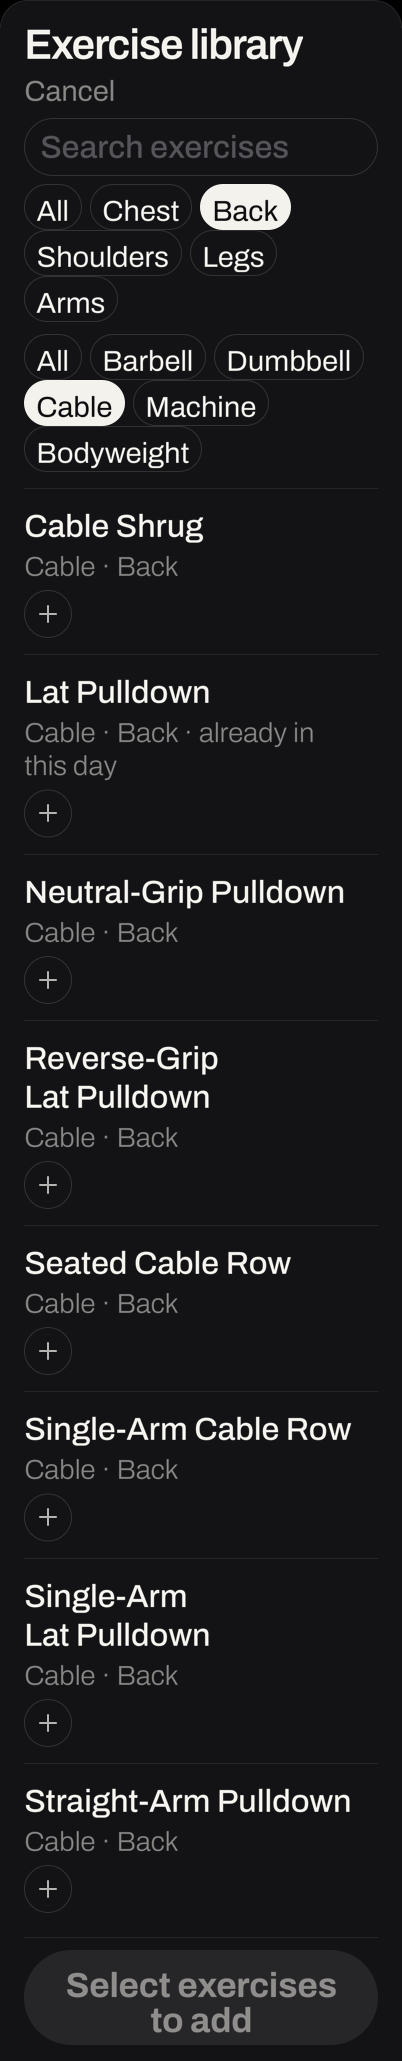 Exercise library
Cancel
Search exercises
All Chest Back
Shoulders Legs
Arms
All Barbell Dumbbell
Cable Machine
Bodyweight
Cable Shrug
Cable · Back
+
Lat Pulldown
Cable · Back · already in
this day
+
Neutral-Grip Pulldown
Cable · Back
+
Reverse-Grip
Lat Pulldown
Cable · Back
+
Seated Cable Row
Cable · Back
+
Single-Arm Cable Row
Cable · Back
+
Single-Arm
Lat Pulldown
Cable · Back
+
Straight-Arm Pulldown
Cable · Back
+
Select exercises
to add